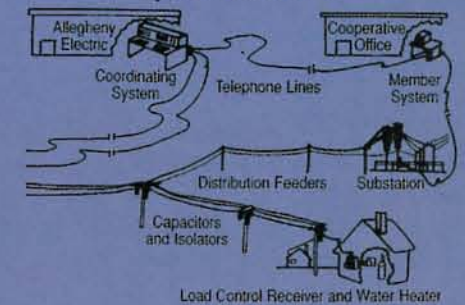 Allegheny
Electric
Cooperative
Office
Coordinating
System
Telephone Lines
Member
System
Distribution Feeders
Substation
Capacitors
and Isolators
Load Control Receiver and Water Heater